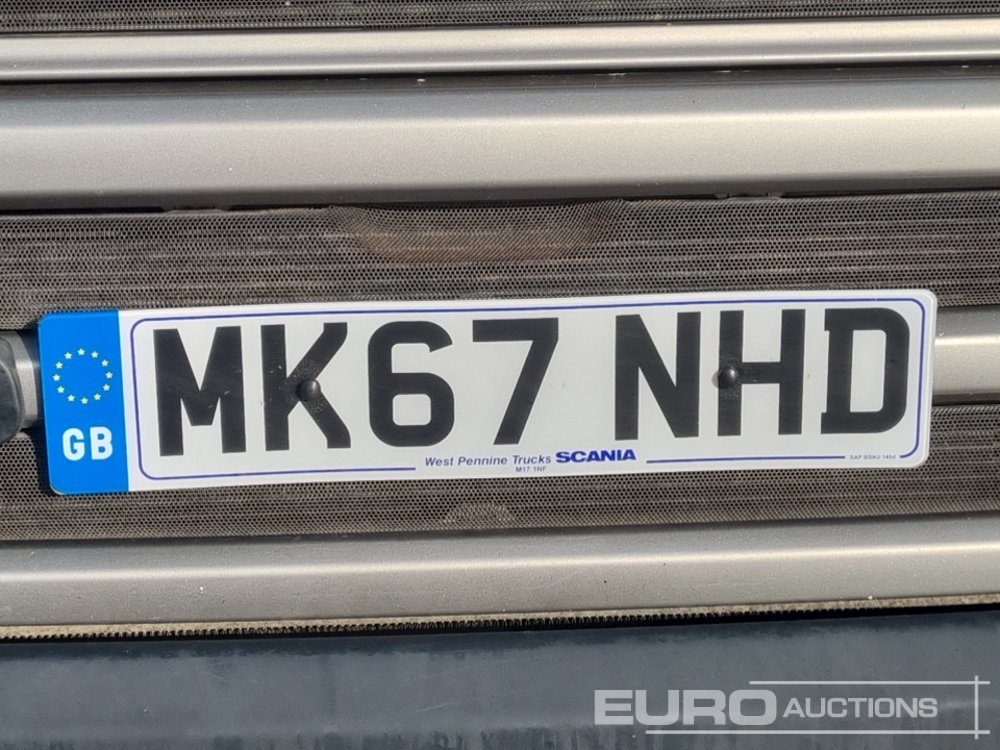 GB
MK67 NHD
West Pennine Trucks SCANIA
M17 1NF
EURO AUCTIONS